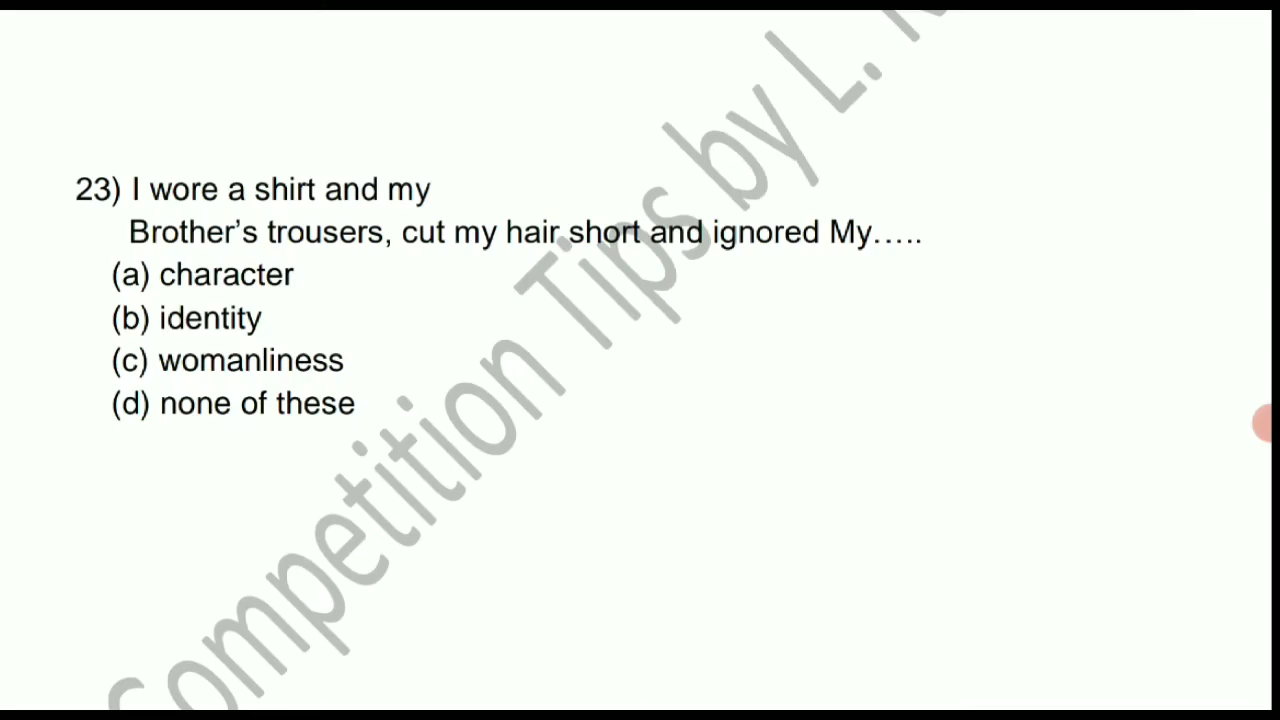 23) I wore a shirt and my
Brother's trousers, cut my hair short and ignored My.....
(a) character
(b) identity
(c) womanliness
(d) none of these
Competition Tips by L.